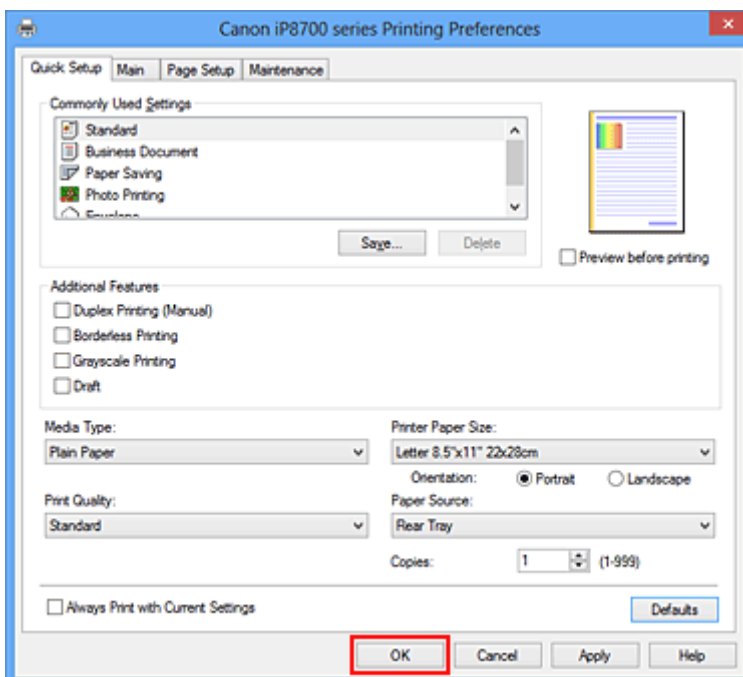 Canon iP8700 series Printing Preferences
Quick Setup Main Page Setup Maintenance
Commonly Used Settings
Standard
Business Document
Paper Saving
Photo Printing
Envelope
Save... Delete
Preview before printing
Additional Features
Duplex Printing (Manual)
Borderless Printing
Grayscale Printing
Draft
Media Type:
Plain Paper
Printer Paper Size:
Letter 8.5"x11" 22x28cm
Orientation: Portrait Landscape
Print Quality:
Standard
Paper Source:
Rear Tray
Copies: 1 (1-999)
Always Print with Current Settings
Defaults
OK Cancel Apply Help